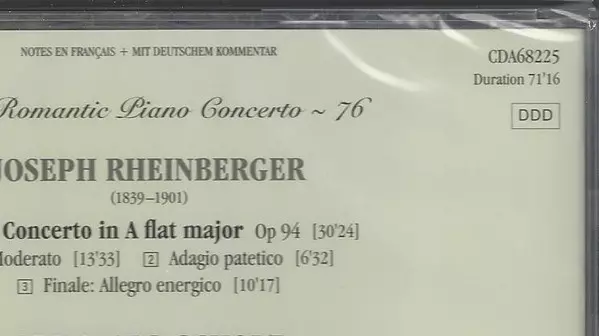 NOTES EN FRANÇAIS + MIT DEUTSCHEM KOMMENTAR
CDA68225
Duration 71'16
Romantic Piano Concerto ~ 76
DDD
JOSEPH RHEINBERGER
(1839–1901)
Concerto in A flat major Op 94 [30'24]
Moderato [13'33] 2 Adagio patetico [6'32]
3 Finale: Allegro energico [10'17]